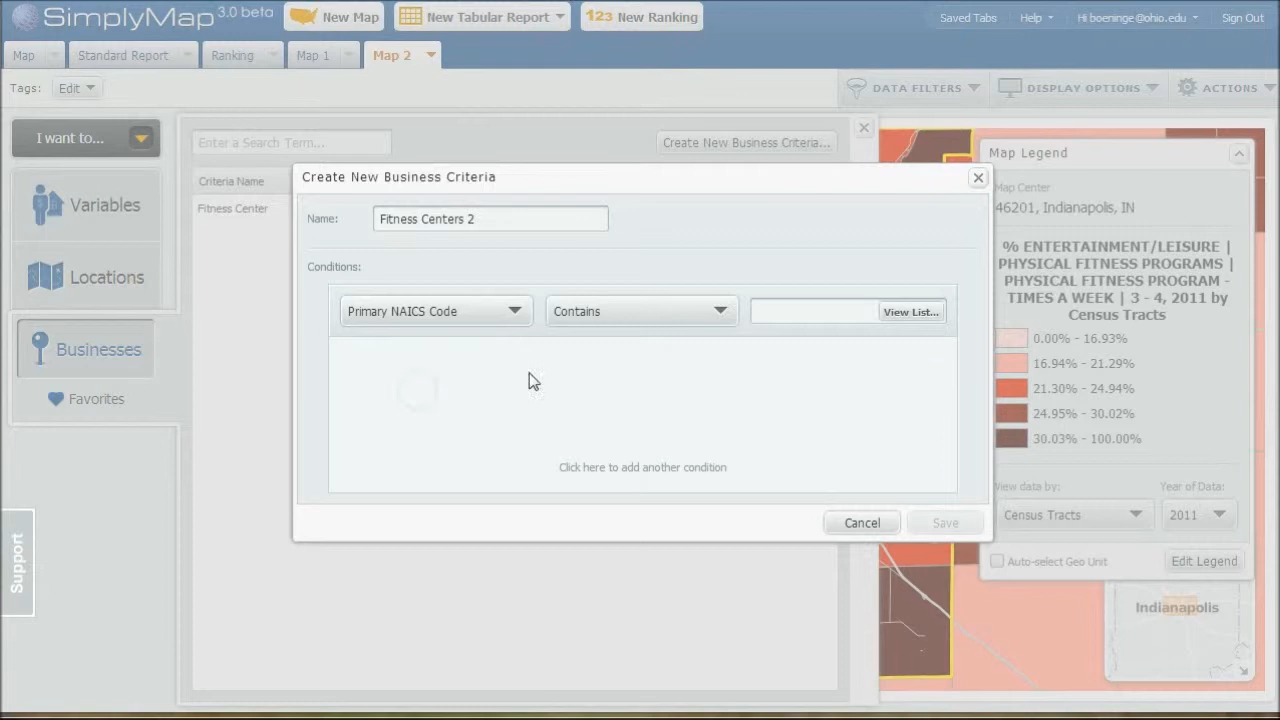 SimplyMap 3.0 beta
New Map
New Tabular Report
123 New Ranking
Saved Tabs
Help
Hi boeninge@ohio.edu
Sign Out
Map
Standard Report
Ranking
Map 1
Map 2
Tags:
Edit
DATA FILTERS
DISPLAY OPTIONS
ACTIONS
I want to...
Variables
Locations
Businesses
Favorites
Support
Enter a Search Term...
Create New Business Criteria...
Criteria Name
Fitness Center
Create New Business Criteria
Name:
Fitness Centers 2
Conditions:
Primary NAICS Code
Contains
View List...
Click here to add another condition
Cancel
Save
Map Legend
Map Center
46201, Indianapolis, IN
% ENTERTAINMENT/LEISURE |
PHYSICAL FITNESS PROGRAMS |
PHYSICAL FITNESS PROGRAM -
TIMES A WEEK | 3 - 4, 2011 by
Census Tracts
0.00% - 16.93%
16.94% - 21.29%
21.30% - 24.94%
24.95% - 30.02%
30.03% - 100.00%
View data by:
Year of Data:
Census Tracts
2011
Auto-select Geo Unit
Edit Legend
Indianapolis